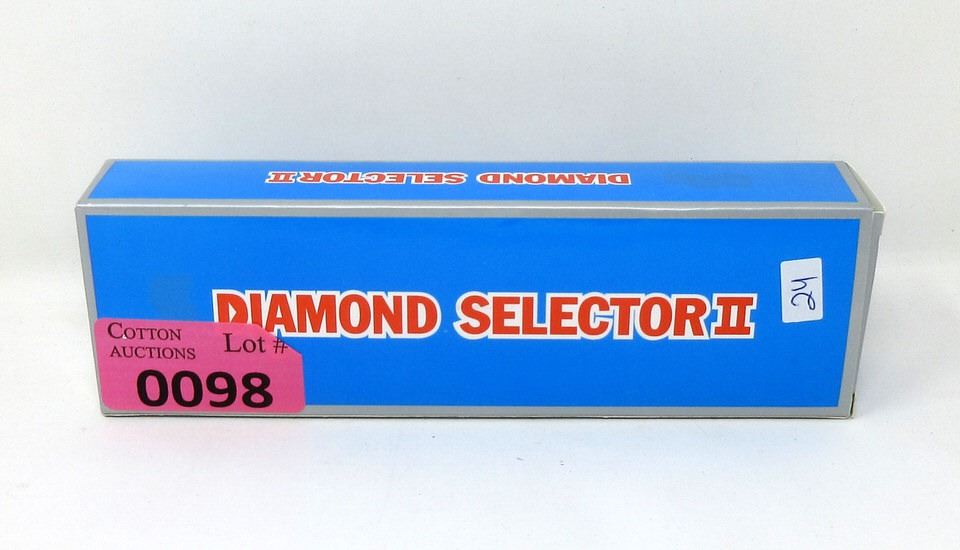 DIAMOND SELECTOR II
DIAMOND SELECTOR II
24
COTTON AUCTIONS Lot #
0098